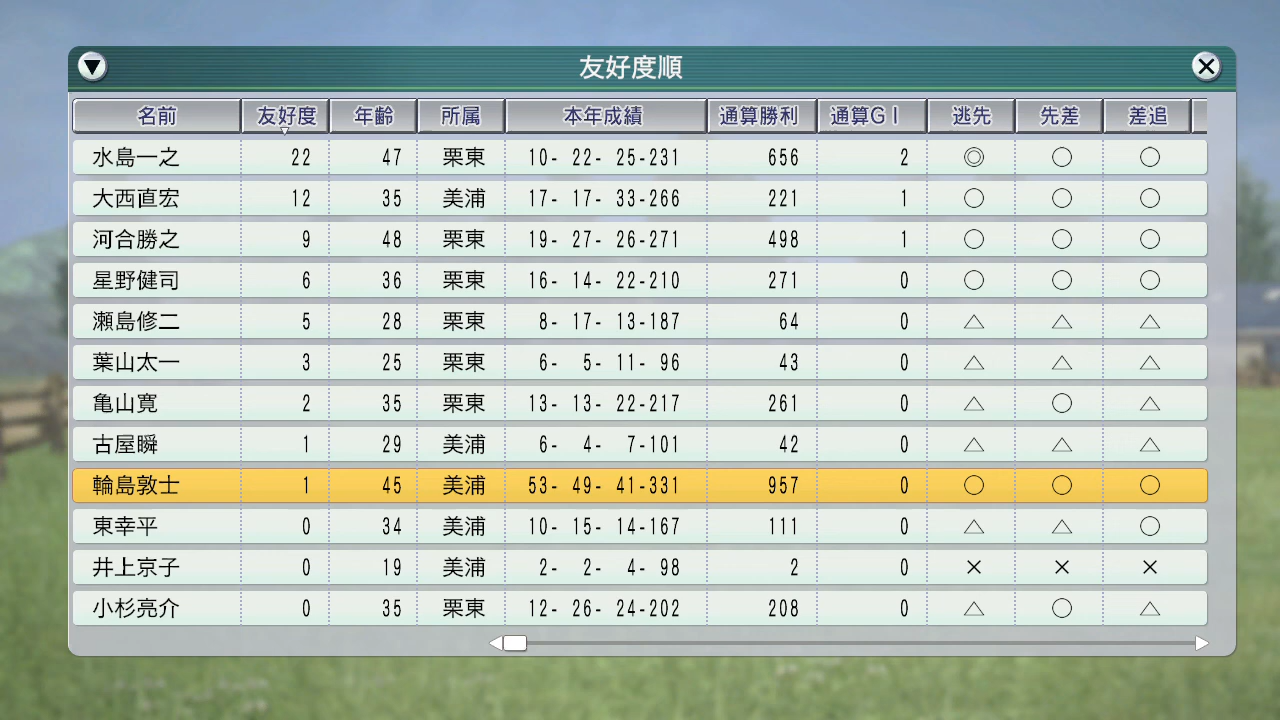 友好度順
名前 友好度 年齢 所属 本年成績 通算勝利 通算GⅠ 逃先 先差 差追
水島一之 22 47 栗東 10- 22- 25-231 656 2 ◎ ○ ○
大西直宏 12 35 美浦 17- 17- 33-266 221 1 ○ ○ ○
河合勝之 9 48 栗東 19- 27- 26-271 498 1 ○ ○ ○
星野健司 6 36 栗東 16- 14- 22-210 271 0 ○ ○ ○
瀬島修二 5 28 栗東 8- 17- 13-187 64 0 △ △ △
葉山太一 3 25 栗東 6- 5- 11- 96 43 0 △ △ △
亀山寛 2 35 栗東 13- 13- 22-217 261 0 △ ○ △
古屋瞬 1 29 美浦 6- 4- 7-101 42 0 △ △ △
輪島敦士 1 45 美浦 53- 49- 41-331 957 0 ○ ○ ○
東幸平 0 34 美浦 10- 15- 14-167 111 0 △ △ ○
井上京子 0 19 美浦 2- 2- 4- 98 2 0 × × ×
小杉亮介 0 35 栗東 12- 26- 24-202 208 0 △ ○ △